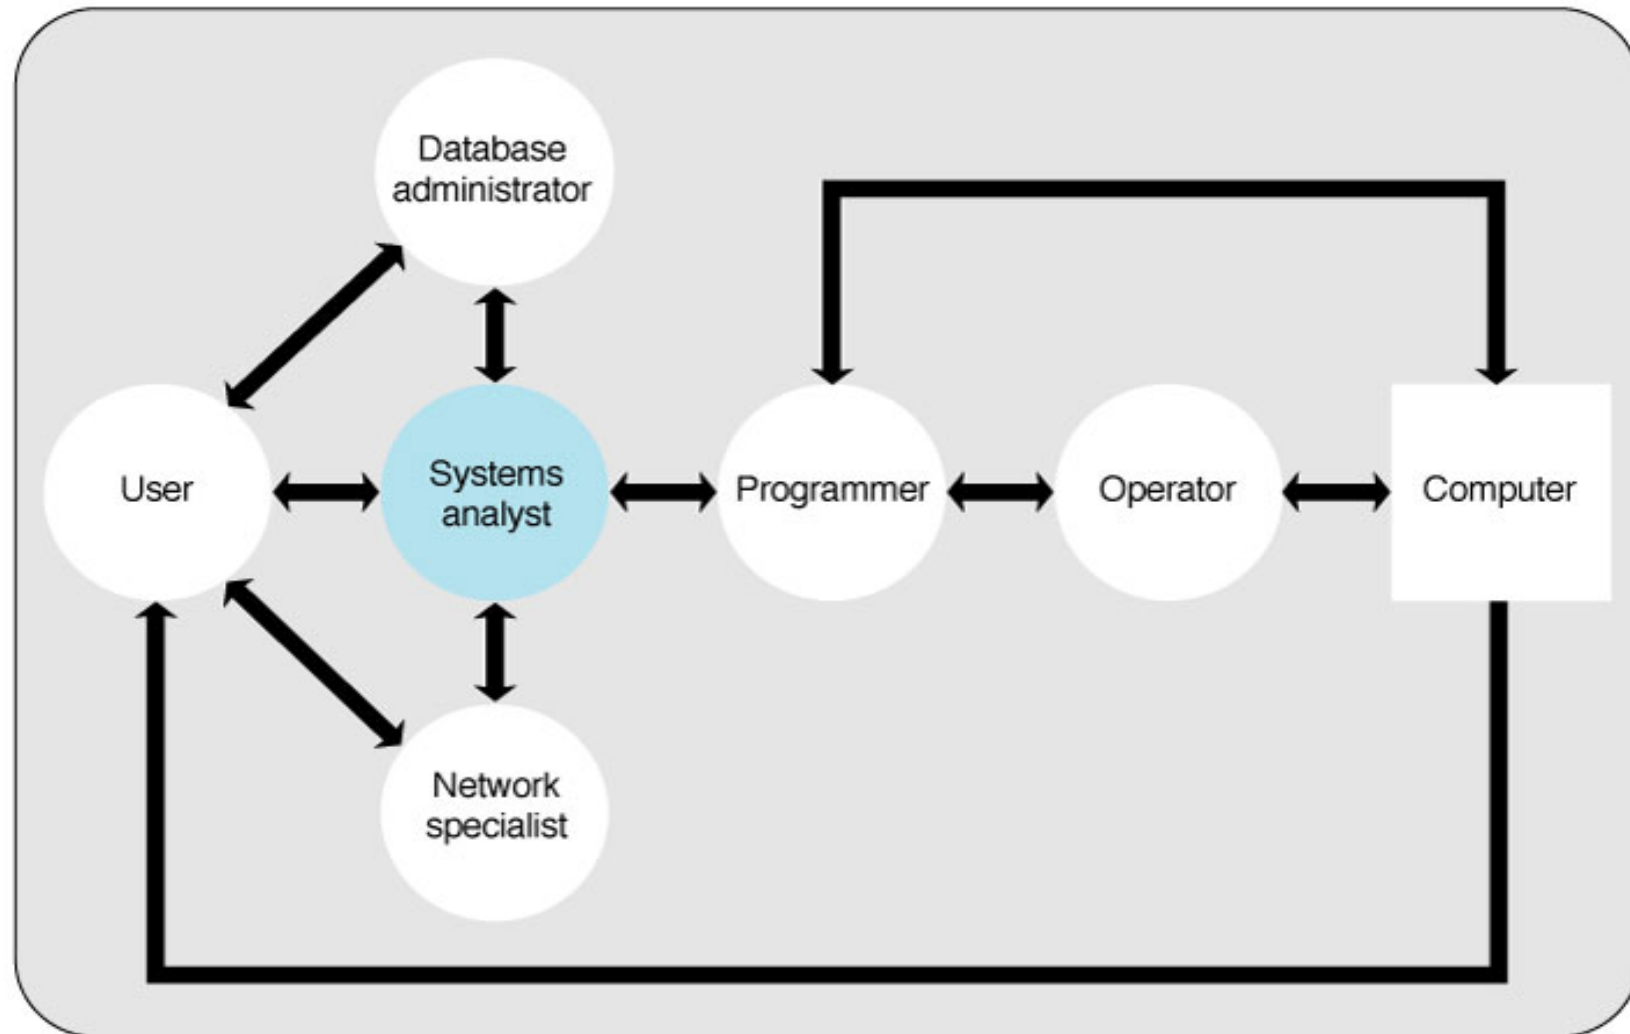 Database
administrator
User
Systems
analyst
Programmer
Operator
Computer
Network
specialist